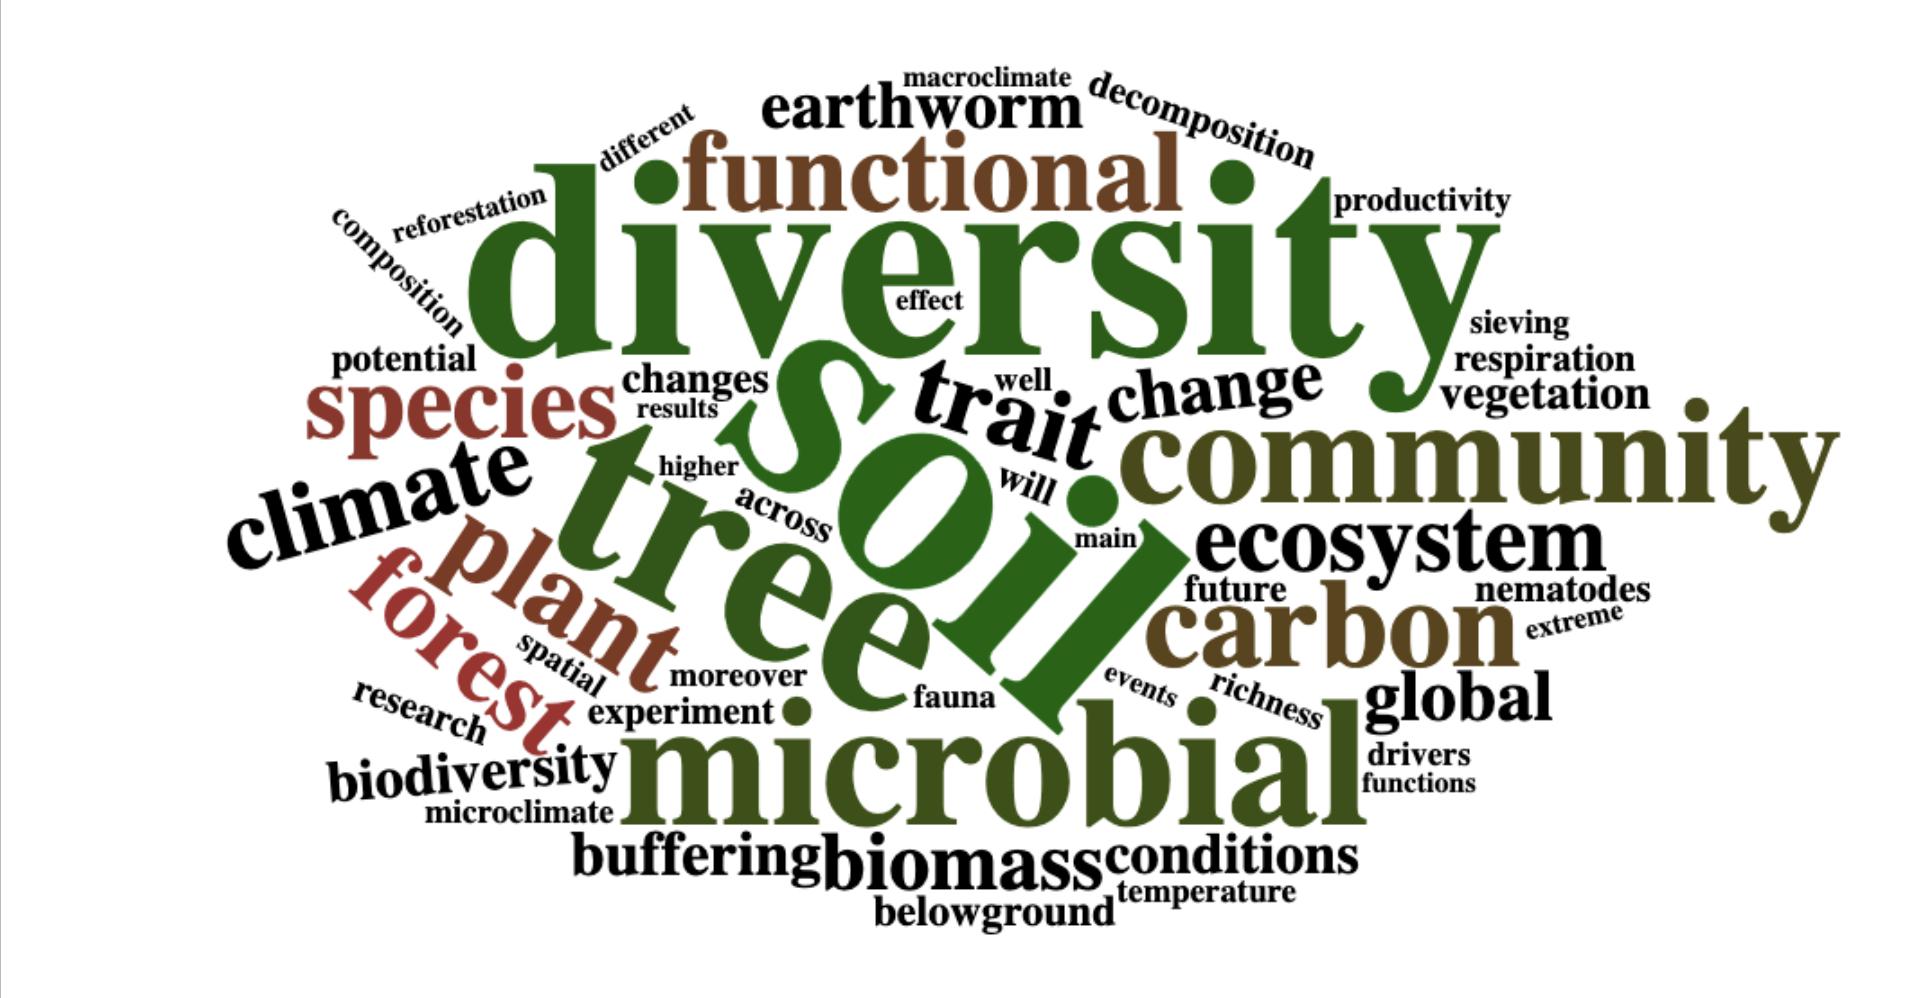 macroclimate
earthworm
decomposition
different
functional
reforestation
diversity
productivity
composition
effect
sieving
potential
respiration
species
changes
results
well
trait
change
vegetation
soil
community
climate
tree
higher
across
will
main
ecosystem
plant
future
nematodes
forest
carbon
extreme
spatial
moreover
fauna
events
richness
global
research
experiment
microbial
drivers
functions
biodiversity
microclimate
buffering
biomass
conditions
temperature
belowground